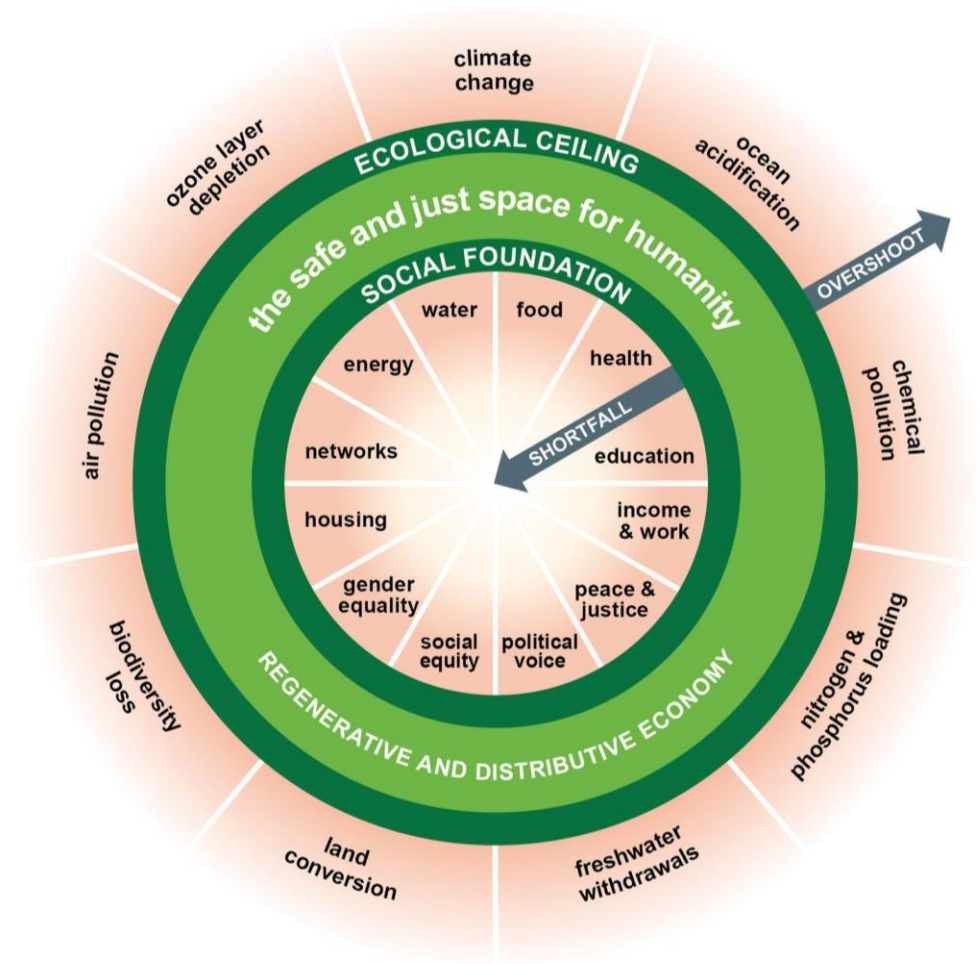 climate
change
ocean
acidification
OVERSHOOT
chemical
pollution
nitrogen &
phosphorus loading
freshwater
withdrawals
land
conversion
biodiversity
loss
air pollution
ozone layer
depletion
ECOLOGICAL CEILING
the safe and just space for humanity
SOCIAL FOUNDATION
water
food
health
SHORTFALL
education
income
& work
peace &
justice
political
voice
social
equity
gender
equality
housing
networks
energy
REGENERATIVE AND DISTRIBUTIVE ECONOMY